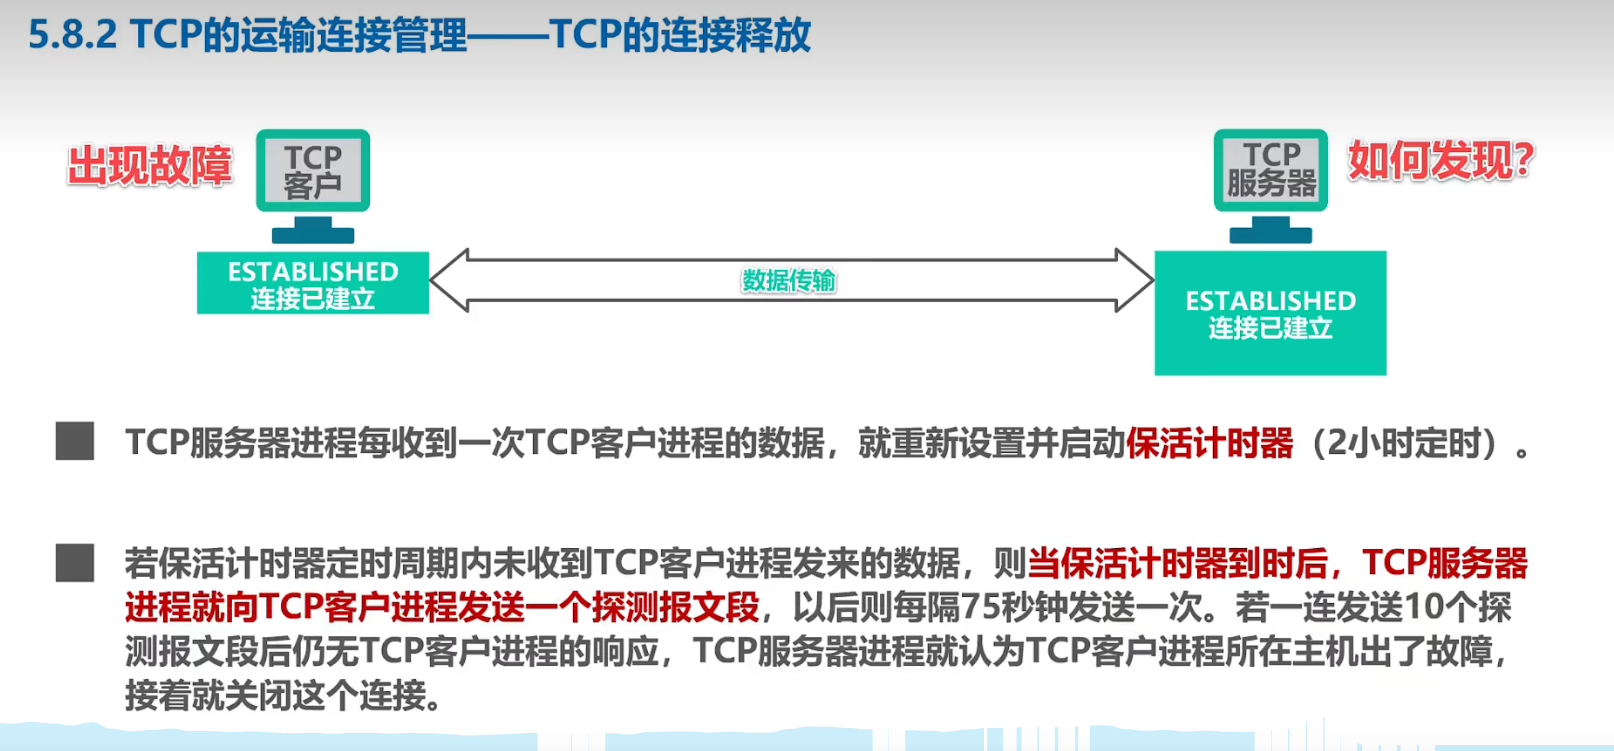 5.8.2 TCP的运输连接管理——TCP的连接释放
出现故障
TCP
客户
TCP
服务器
如何发现?
ESTABLISHED
连接已建立
数据传输
ESTABLISHED
连接已建立
TCP服务器进程每收到一次TCP客户进程的数据，就重新设置并启动保活计时器（2小时定时）。
若保活计时器定时周期内未收到TCP客户进程发来的数据，则当保活计时器到时后，TCP服务器
进程就向TCP客户进程发送一个探测报文段，以后则每隔75秒钟发送一次。若一连发送10个探
测报文段后仍无TCP客户进程的响应，TCP服务器进程就认为TCP客户进程所在主机出了故障，
接着就关闭这个连接。